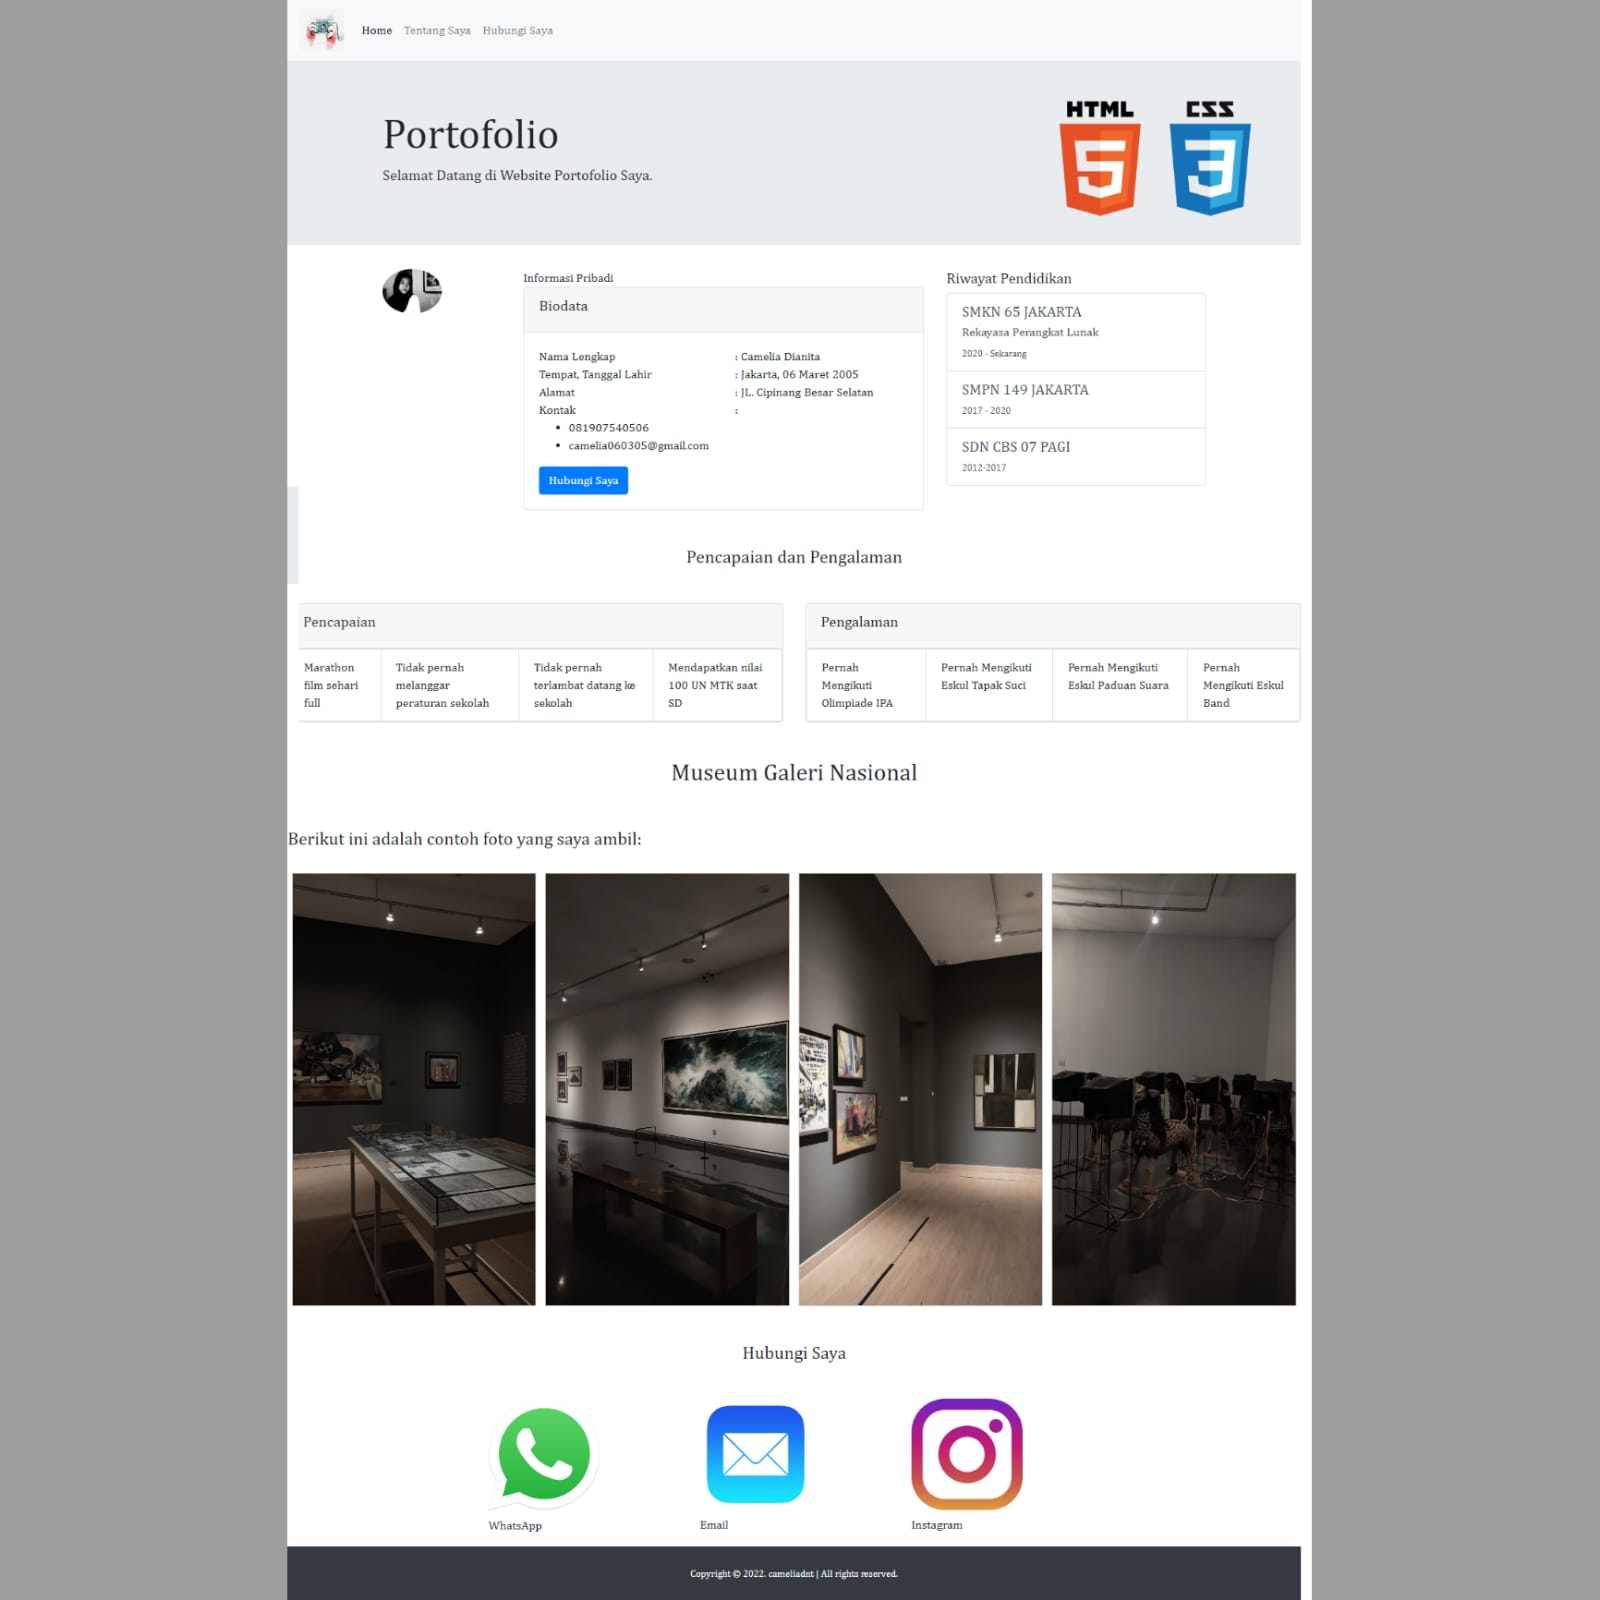 Home Tentang Saya Hubungi Saya
Portofolio
Selamat Datang di Website Portofolio Saya.
HTML
5
CSS
3
Informasi Pribadi
Biodata
Nama Lengkap : Camelia Dianita
Tempat, Tanggal Lahir : Jakarta, 06 Maret 2005
Alamat : JL. Cipinang Besar Selatan
Kontak :
• 081907540506
• camelia060305@gmail.com
Hubungi Saya
Riwayat Pendidikan
SMKN 65 JAKARTA
Rekayasa Perangkat Lunak
2020 - Sekarang
SMPN 149 JAKARTA
2017 - 2020
SDN CBS 07 PAGI
2012-2017
Pencapaian dan Pengalaman
Pencapaian
Marathon
film sehari
full
Tidak pernah
melanggar
peraturan sekolah
Tidak pernah
terlambat datang ke
sekolah
Mendapatkan nilai
100 UN MTK saat
SD
Pengalaman
Pernah
Mengikuti
Olimpiade IPA
Pernah Mengikuti
Eskul Tapak Suci
Pernah Mengikuti
Eskul Paduan Suara
Pernah
Mengikuti Eskul
Band
Museum Galeri Nasional
Berikut ini adalah contoh foto yang saya ambil:
Hubungi Saya
WhatsApp
Email
Instagram
Copyright © 2022. cameliadnt | All rights reserved.